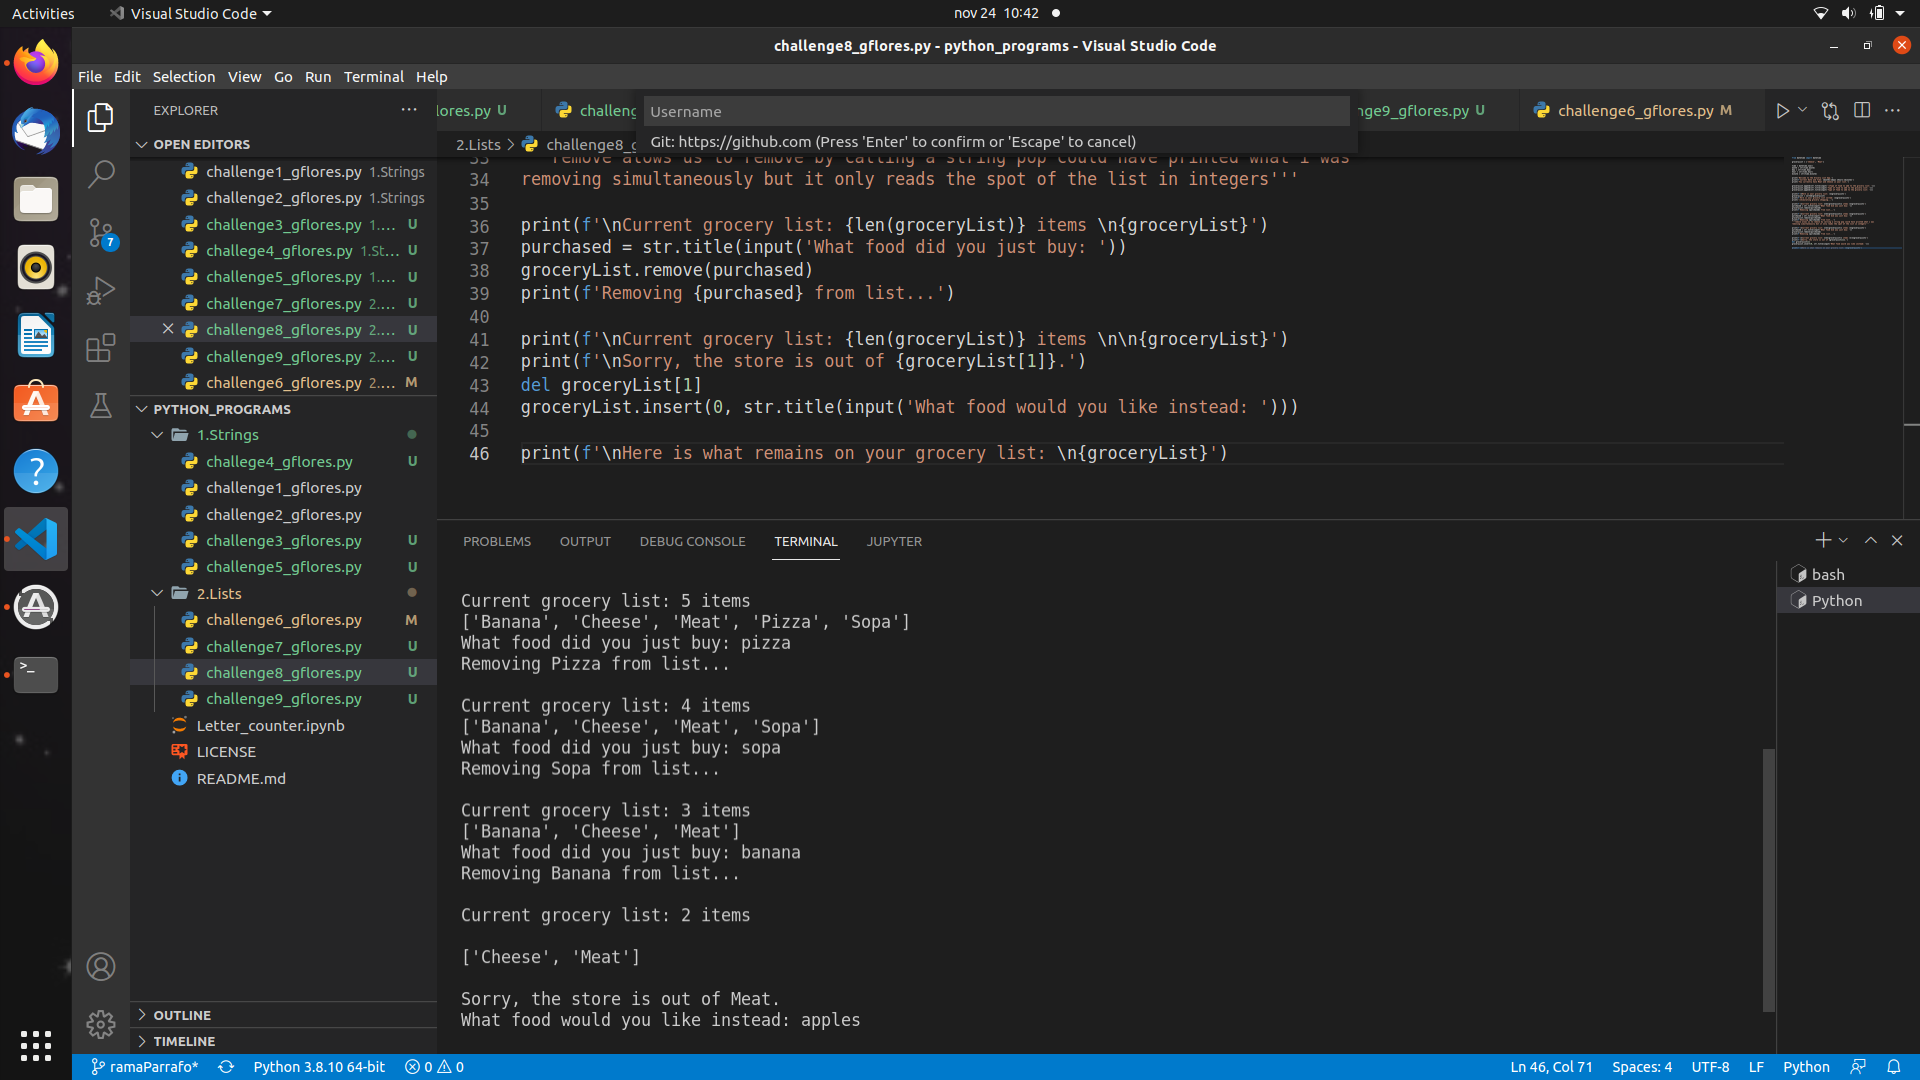 Activities
Visual Studio Code
nov 24 10:42
challenge8_gflores.py - python_programs - Visual Studio Code
File Edit Selection View Go Run Terminal Help
EXPLORER
OPEN EDITORS
challenge1_gflores.py 1.Strings
challenge2_gflores.py 1.Strings
challenge3_gflores.py 1.... U
challege4_gflores.py 1.St... U
challenge5_gflores.py 1.... U
challenge7_gflores.py 2.... U
challenge8_gflores.py 2.... U
challenge9_gflores.py 2.... U
challenge6_gflores.py 2.... M
PYTHON_PROGRAMS
1.Strings
challege4_gflores.py U
challenge1_gflores.py
challenge2_gflores.py
challenge3_gflores.py U
challenge5_gflores.py U
2.Lists
challenge6_gflores.py M
challenge7_gflores.py U
challenge8_gflores.py U
challenge9_gflores.py U
Letter_counter.ipynb
LICENSE
README.md
OUTLINE
TIMELINE
7
lores.py U
challeng
Username
nge9_gflores.py U
challenge6_gflores.py M
Git: https://github.com (Press 'Enter' to confirm or 'Escape' to cancel)
2.Lists > challenge8_g
33 remove alows us to remove by calling a string pop could have printed what i was
34 removing simultaneously but it only reads the spot of the list in integers'''
35
36 print(f'\nCurrent grocery list: {len(groceryList)} items \n{groceryList}')
37 purchased = str.title(input('What food did you just buy: '))
38 groceryList.remove(purchased)
39 print(f'Removing {purchased} from list...')
40
41 print(f'\nCurrent grocery list: {len(groceryList)} items \n\n{groceryList}')
42 print(f'\nSorry, the store is out of {groceryList[1]}.')
43 del groceryList[1]
44 groceryList.insert(0, str.title(input('What food would you like instead: ')))
45
46 print(f'\nHere is what remains on your grocery list: \n{groceryList}')
PROBLEMS OUTPUT DEBUG CONSOLE TERMINAL JUPYTER
bash
Python
Current grocery list: 5 items
['Banana', 'Cheese', 'Meat', 'Pizza', 'Sopa']
What food did you just buy: pizza
Removing Pizza from list...
Current grocery list: 4 items
['Banana', 'Cheese', 'Meat', 'Sopa']
What food did you just buy: sopa
Removing Sopa from list...
Current grocery list: 3 items
['Banana', 'Cheese', 'Meat']
What food did you just buy: banana
Removing Banana from list...
Current grocery list: 2 items
['Cheese', 'Meat']
Sorry, the store is out of Meat.
What food would you like instead: apples
ramaParrafo*
Python 3.8.10 64-bit
0 0
Ln 46, Col 71
Spaces: 4
UTF-8
LF
Python